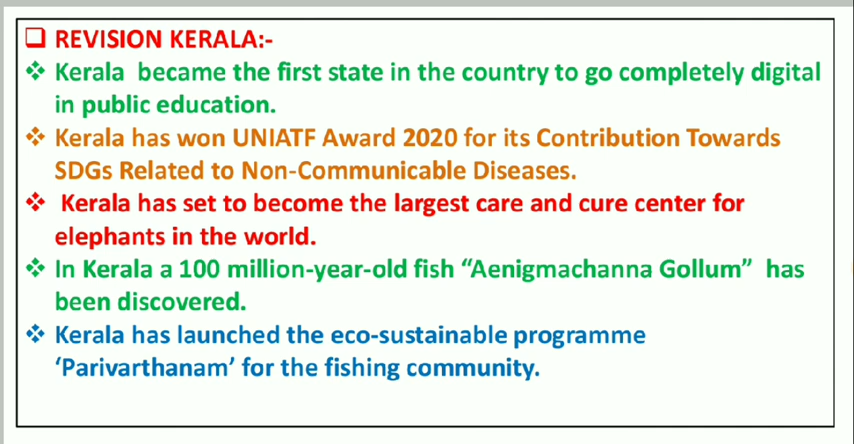 ❑ REVISION KERALA:-
❖ Kerala became the first state in the country to go completely digital
in public education.
❖ Kerala has won UNIATF Award 2020 for its Contribution Towards
SDGs Related to Non-Communicable Diseases.
❖ Kerala has set to become the largest care and cure center for
elephants in the world.
❖ In Kerala a 100 million-year-old fish “Aenigmachanna Gollum” has
been discovered.
❖ Kerala has launched the eco-sustainable programme
‘Parivarthanam’ for the fishing community.